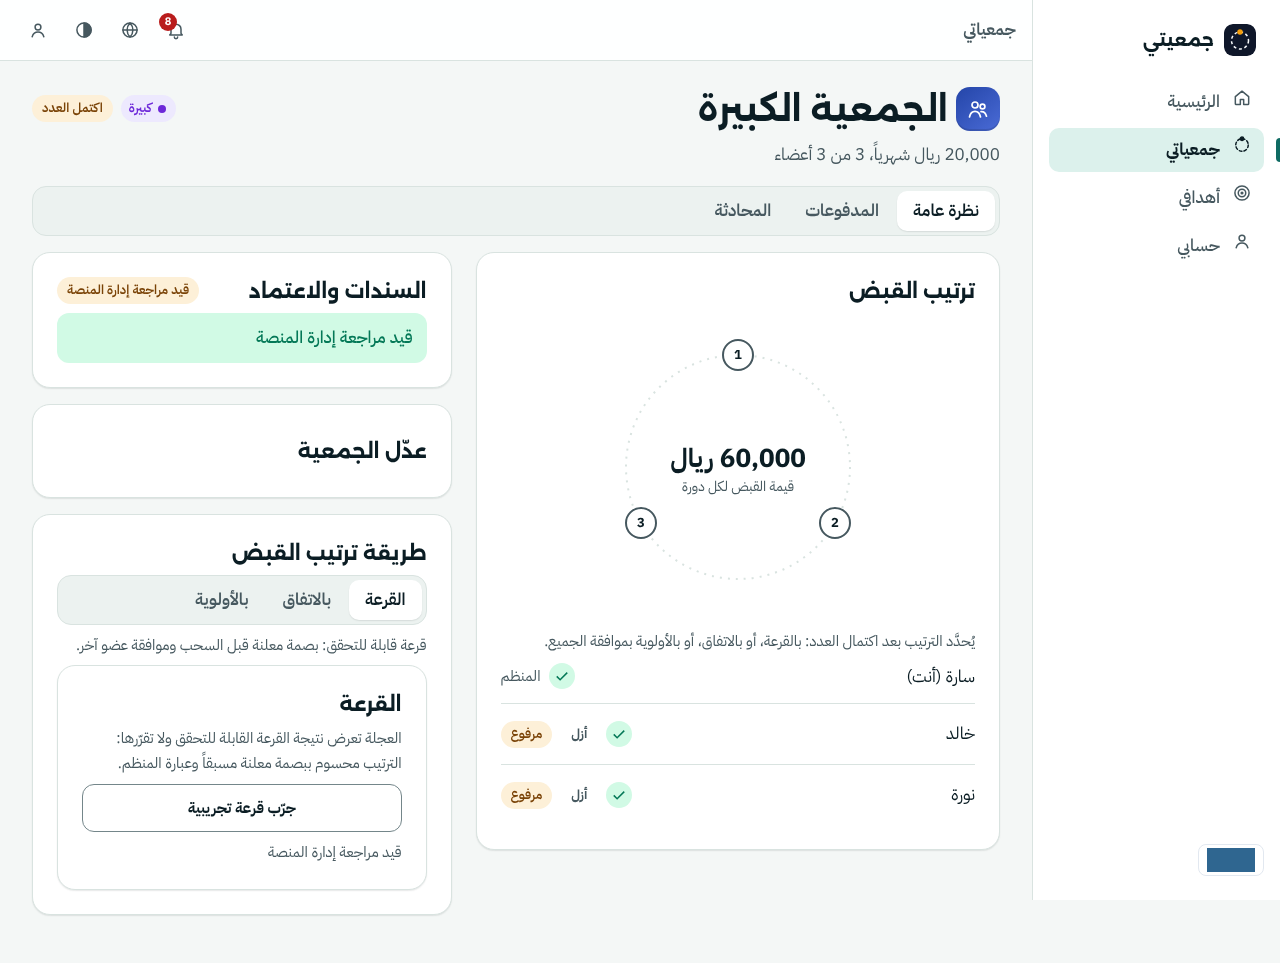 جمعيتي
الرئيسية
جمعياتي
أهدافي
حسابي
جمعياتي
8
الجمعية الكبيرة
كبيرة
اكتمل العدد
20,000 ريال شهرياً، 3 من 3 أعضاء
نظرة عامة
المدفوعات
المحادثة
ترتيب القبض
1
60,000 ريال
قيمة القبض لكل دورة
2
3
يُحدَّد الترتيب بعد اكتمال العدد: بالقرعة، أو بالاتفاق، أو بالأولوية بموافقة الجميع.
سارة (أنت)
المنظم
خالد
أزل
مرفوع
نورة
أزل
مرفوع
السندات والاعتماد
قيد مراجعة إدارة المنصة
قيد مراجعة إدارة المنصة
عدّل الجمعية
طريقة ترتيب القبض
القرعة
بالاتفاق
بالأولوية
قرعة قابلة للتحقق: بصمة معلنة قبل السحب وموافقة عضو آخر.
القرعة
العجلة تعرض نتيجة القرعة القابلة للتحقق ولا تقرّرها:
الترتيب محسوم ببصمة معلنة مسبقاً وعبارة المنظم.
جرّب قرعة تجريبية
قيد مراجعة إدارة المنصة